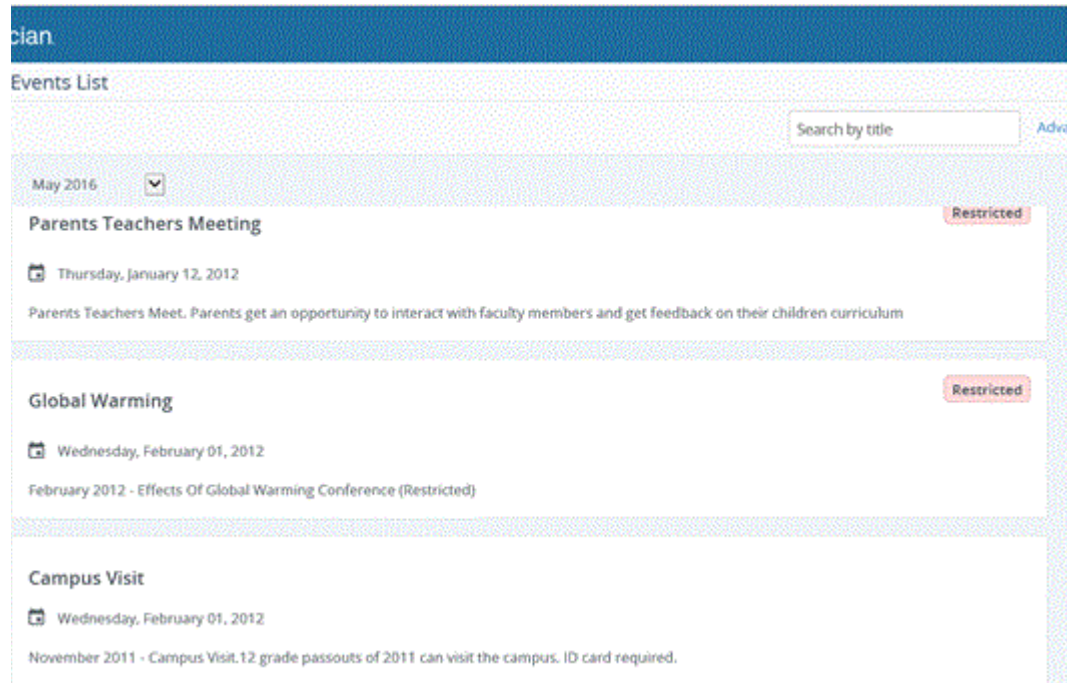 cian
Events List
Search by title
Adva
May 2016
Restricted
Parents Teachers Meeting
Thursday, January 12, 2012
Parents Teachers Meet. Parents get an opportunity to interact with faculty members and get feedback on their children curriculum
Restricted
Global Warming
Wednesday, February 01, 2012
February 2012 - Effects Of Global Warming Conference (Restricted)
Campus Visit
Wednesday, February 01, 2012
November 2011 - Campus Visit.12 grade passouts of 2011 can visit the campus. ID card required.